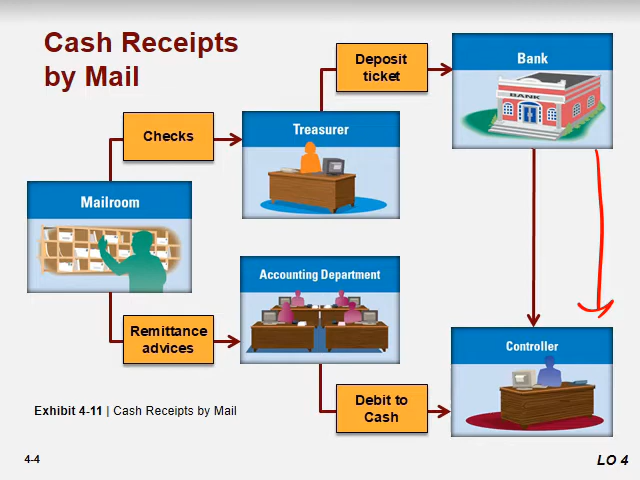 Cash Receipts
by Mail
Deposit
ticket
Bank
BANK
Checks
Treasurer
Mailroom
Accounting Department
Remittance
advices
Controller
Debit to
Cash
Exhibit 4-11 | Cash Receipts by Mail
4-4
LO 4